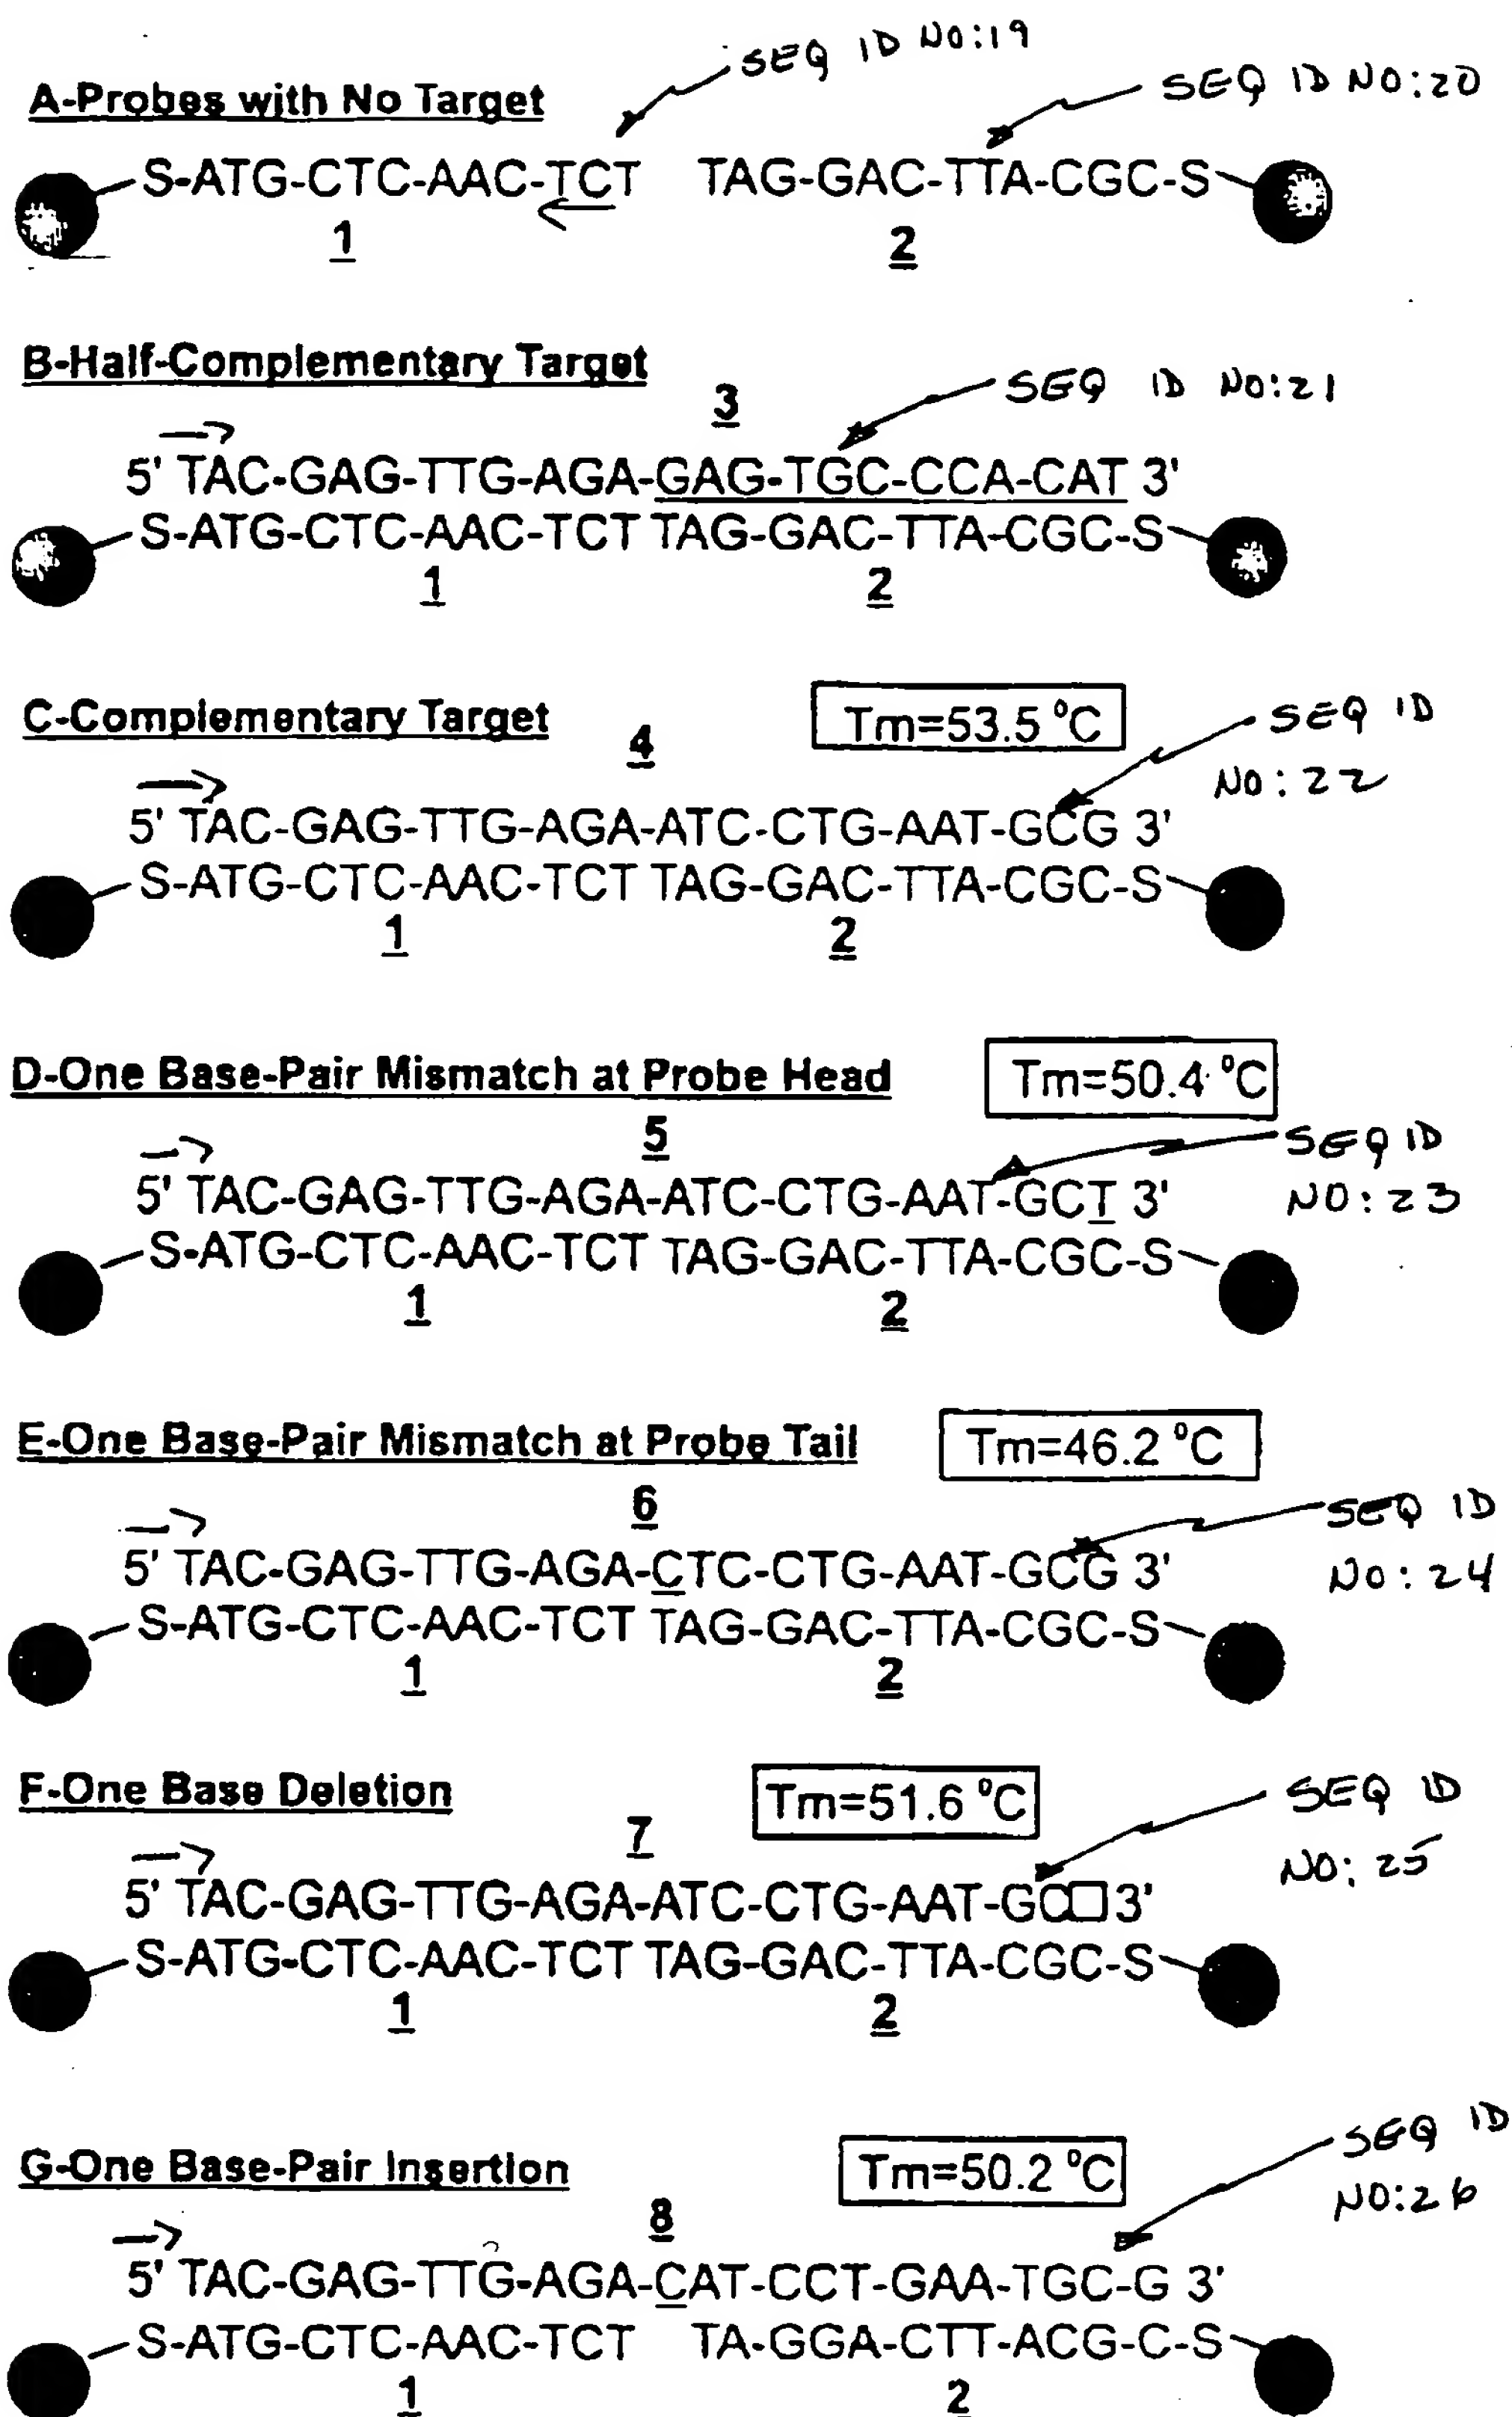 SEQ ID NO:19
SEQ ID NO:20
A-Probes with No Target
S-ATG-CTC-AAC-TCT TAG-GAC-TTA-CGC-S
1 2
B-Half-Complementary Target
3
SEQ ID NO:21
5' TAC-GAG-TTG-AGA-GAG-TGC-CCA-CAT 3'
S-ATG-CTC-AAC-TCT TAG-GAC-TTA-CGC-S
1 2
C-Complementary Target
4
Tm=53.5 °C
SEQ ID
NO:22
5' TAC-GAG-TTG-AGA-ATC-CTG-AAT-GCG 3'
S-ATG-CTC-AAC-TCT TAG-GAC-TTA-CGC-S
1 2
D-One Base-Pair Mismatch at Probe Head
Tm=50.4 °C
5
SEQ ID
NO:23
5' TAC-GAG-TTG-AGA-ATC-CTG-AAT-GCT 3'
S-ATG-CTC-AAC-TCT TAG-GAC-TTA-CGC-S
1 2
E-One Base-Pair Mismatch at Probe Tail
Tm=46.2 °C
6
SEQ ID
NO:24
5' TAC-GAG-TTG-AGA-CTC-CTG-AAT-GCG 3'
S-ATG-CTC-AAC-TCT TAG-GAC-TTA-CGC-S
1 2
F-One Base Deletion
Tm=51.6 °C
7
SEQ ID
NO: 25
5' TAC-GAG-TTG-AGA-ATC-CTG-AAT-GC□ 3'
S-ATG-CTC-AAC-TCT TAG-GAC-TTA-CGC-S
1 2
G-One Base-Pair Insertion
Tm=50.2 °C
8
SEQ ID
NO:26
5' TAC-GAG-TTG-AGA-CAT-CCT-GAA-TGC-G 3'
S-ATG-CTC-AAC-TCT TA-GGA-CTT-ACG-C-S
1 2